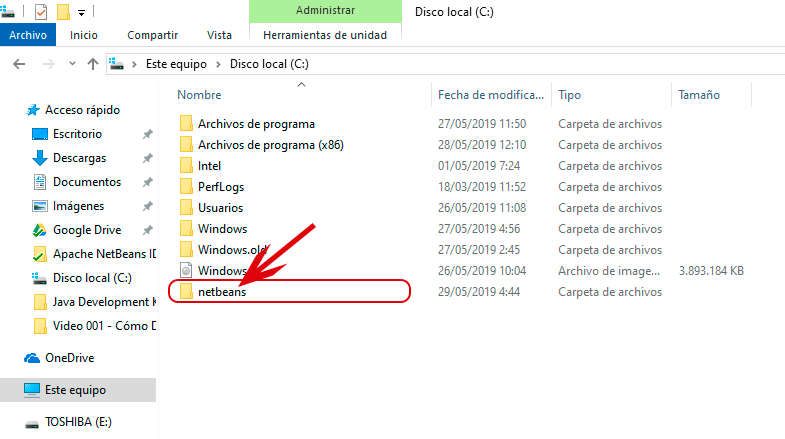 Administrar
Disco local (C:)
Archivo Inicio Compartir Vista Herramientas de unidad
Este equipo Disco local (C:)
Nombre Fecha de modifica... Tipo Tamaño
Acceso rápido
Escritorio
Descargas
Documentos
Imágenes
Google Drive
Apache NetBeans ID
Disco local (C:)
Java Development K
Video 001 - Cómo D
OneDrive
Este equipo
TOSHIBA (E:)
Archivos de programa 27/05/2019 11:50 Carpeta de archivos
Archivos de programa (x86) 28/05/2019 12:10 Carpeta de archivos
Intel 01/05/2019 7:24 Carpeta de archivos
PerfLogs 18/03/2019 11:52 Carpeta de archivos
Usuarios 26/05/2019 11:08 Carpeta de archivos
Windows 27/05/2019 4:56 Carpeta de archivos
Windows.old 27/05/2019 2:45 Carpeta de archivos
Windows 26/05/2019 10:04 Archivo de image... 3.893.184 KB
netbeans 29/05/2019 4:44 Carpeta de archivos